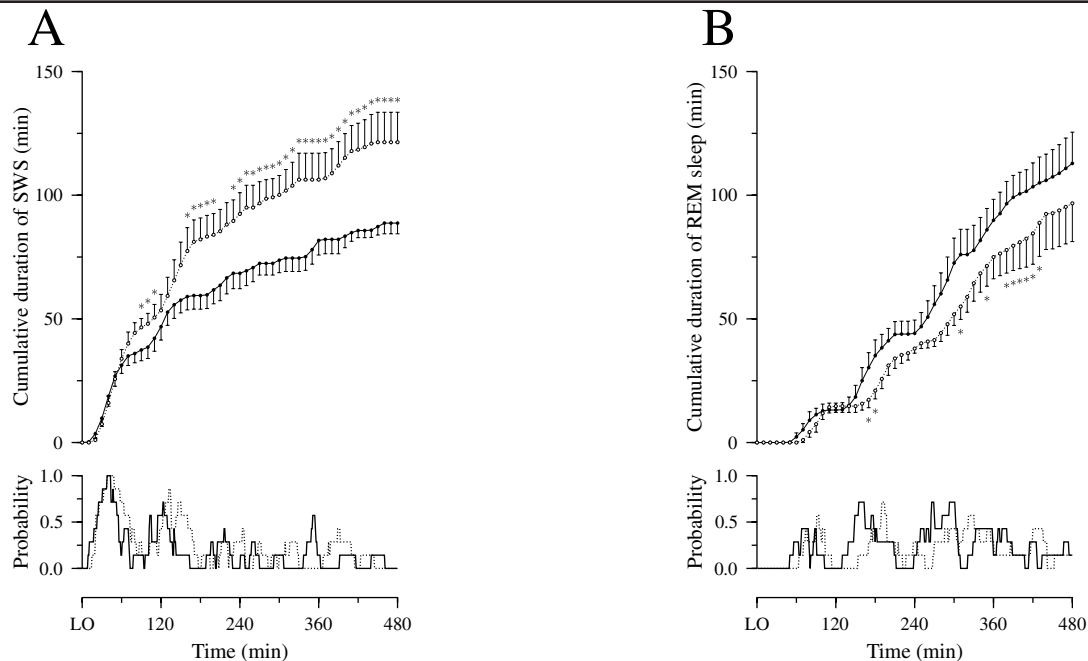 A
B
150
100
50
0
Cumulative duration of SWS (min)
1.0
0.5
0.0
Probability
LO 120 240 360 480
Time (min)
150
100
50
0
Cumulative duration of REM sleep (min)
1.0
0.5
0.0
Probability
LO 120 240 360 480
Time (min)